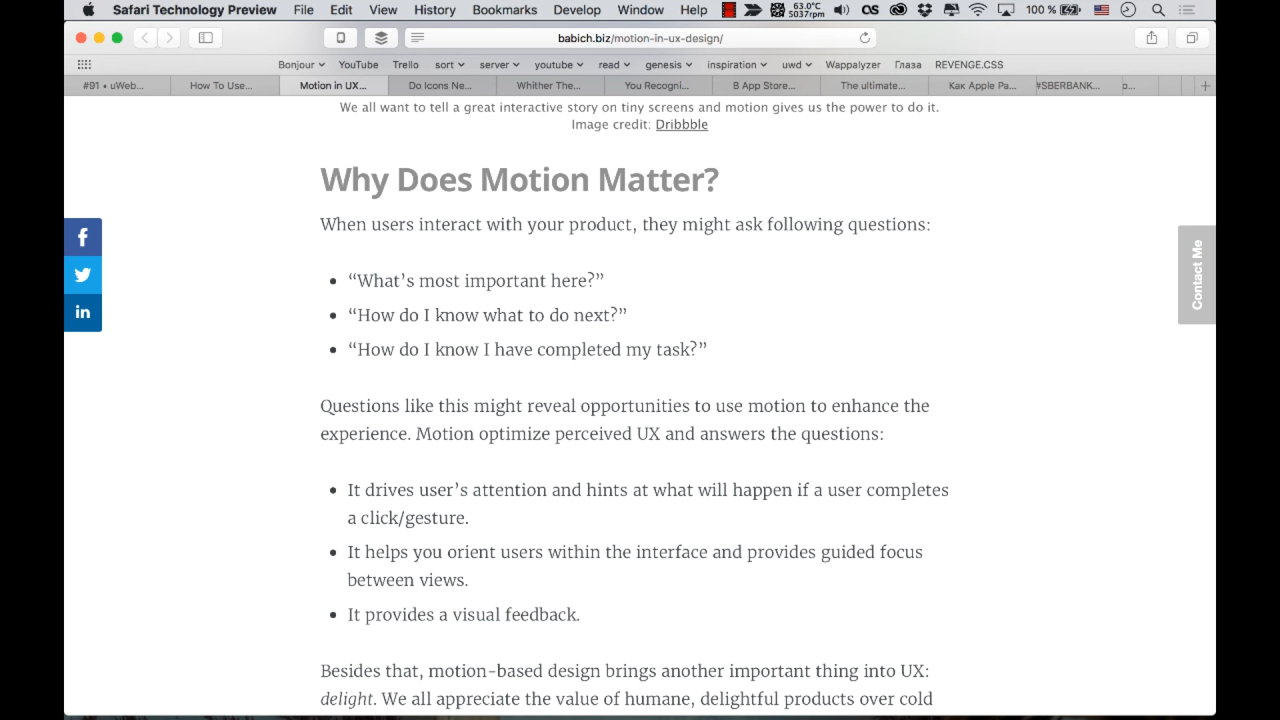 Safari Technology Preview File Edit View History Bookmarks Develop Window Help 63.0°C 5037rpm 100 %
babich.biz/motion-in-ux-design/
Bonjour YouTube Trello sort server youtube read genesis inspiration uwd Wappalyzer Глаза REVENGE.CSS
#91 • uWeb... How To Use... Motion in UX... Do Icons Ne... Whither The... You Recogni... В App Store... The ultimate... Как Apple Pa... #SBERBANK...
We all want to tell a great interactive story on tiny screens and motion gives us the power to do it.
Image credit: Dribbble
Why Does Motion Matter?
When users interact with your product, they might ask following questions:
• “What’s most important here?”
• “How do I know what to do next?”
• “How do I know I have completed my task?”
Questions like this might reveal opportunities to use motion to enhance the
experience. Motion optimize perceived UX and answers the questions:
• It drives user’s attention and hints at what will happen if a user completes
a click/gesture.
• It helps you orient users within the interface and provides guided focus
between views.
• It provides a visual feedback.
Besides that, motion-based design brings another important thing into UX:
delight. We all appreciate the value of humane, delightful products over cold
f
in
Contact Me